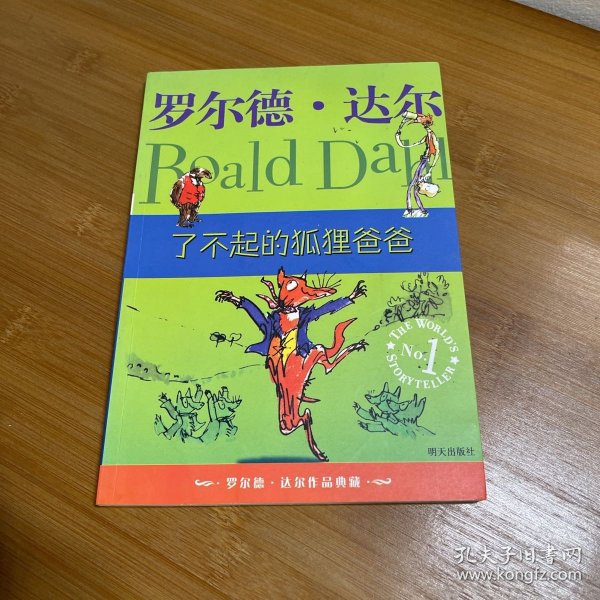 罗尔德·达尔
Roald Dahl
了不起的狐狸爸爸
THE WORLD'S
No.1
STORYTELLER
明天出版社
罗尔德·达尔作品典藏
孔夫子旧书网
www.kongfz.com